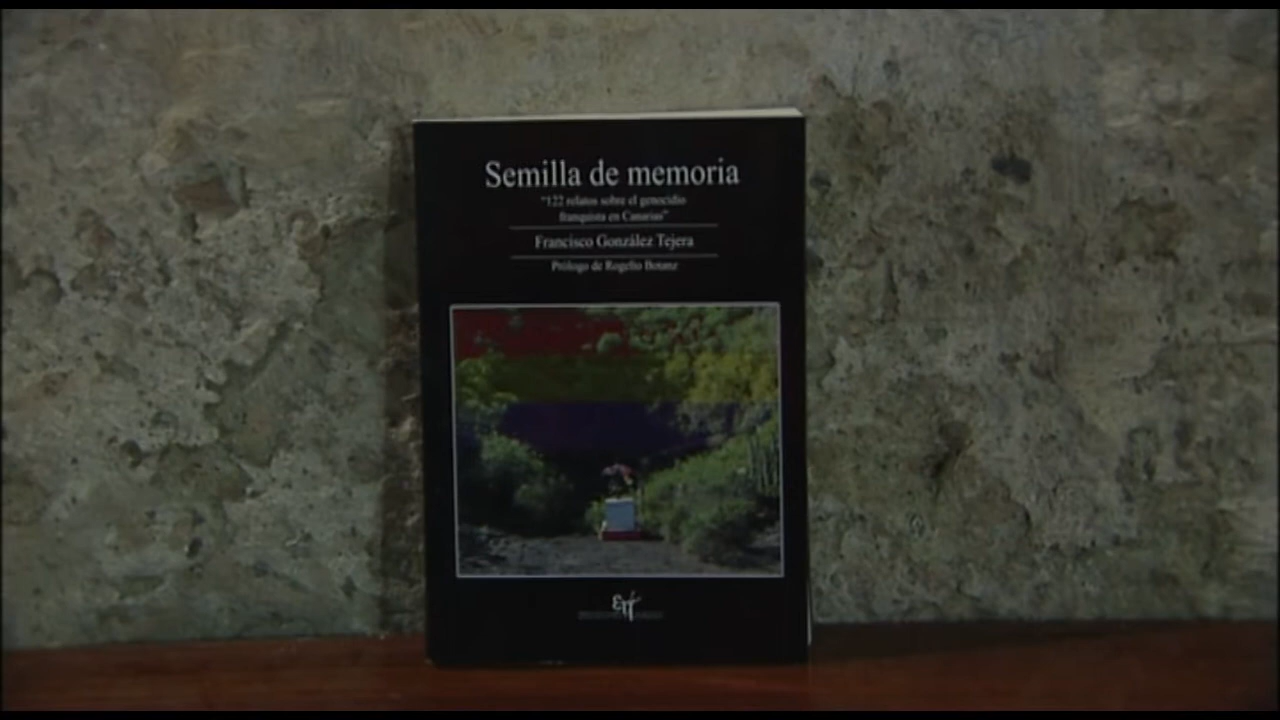 Semilla de memoria
"122 relatos sobre el genocidio
franquista en Canarias"
Francisco González Tejera
Prólogo de Rogelio Botanz